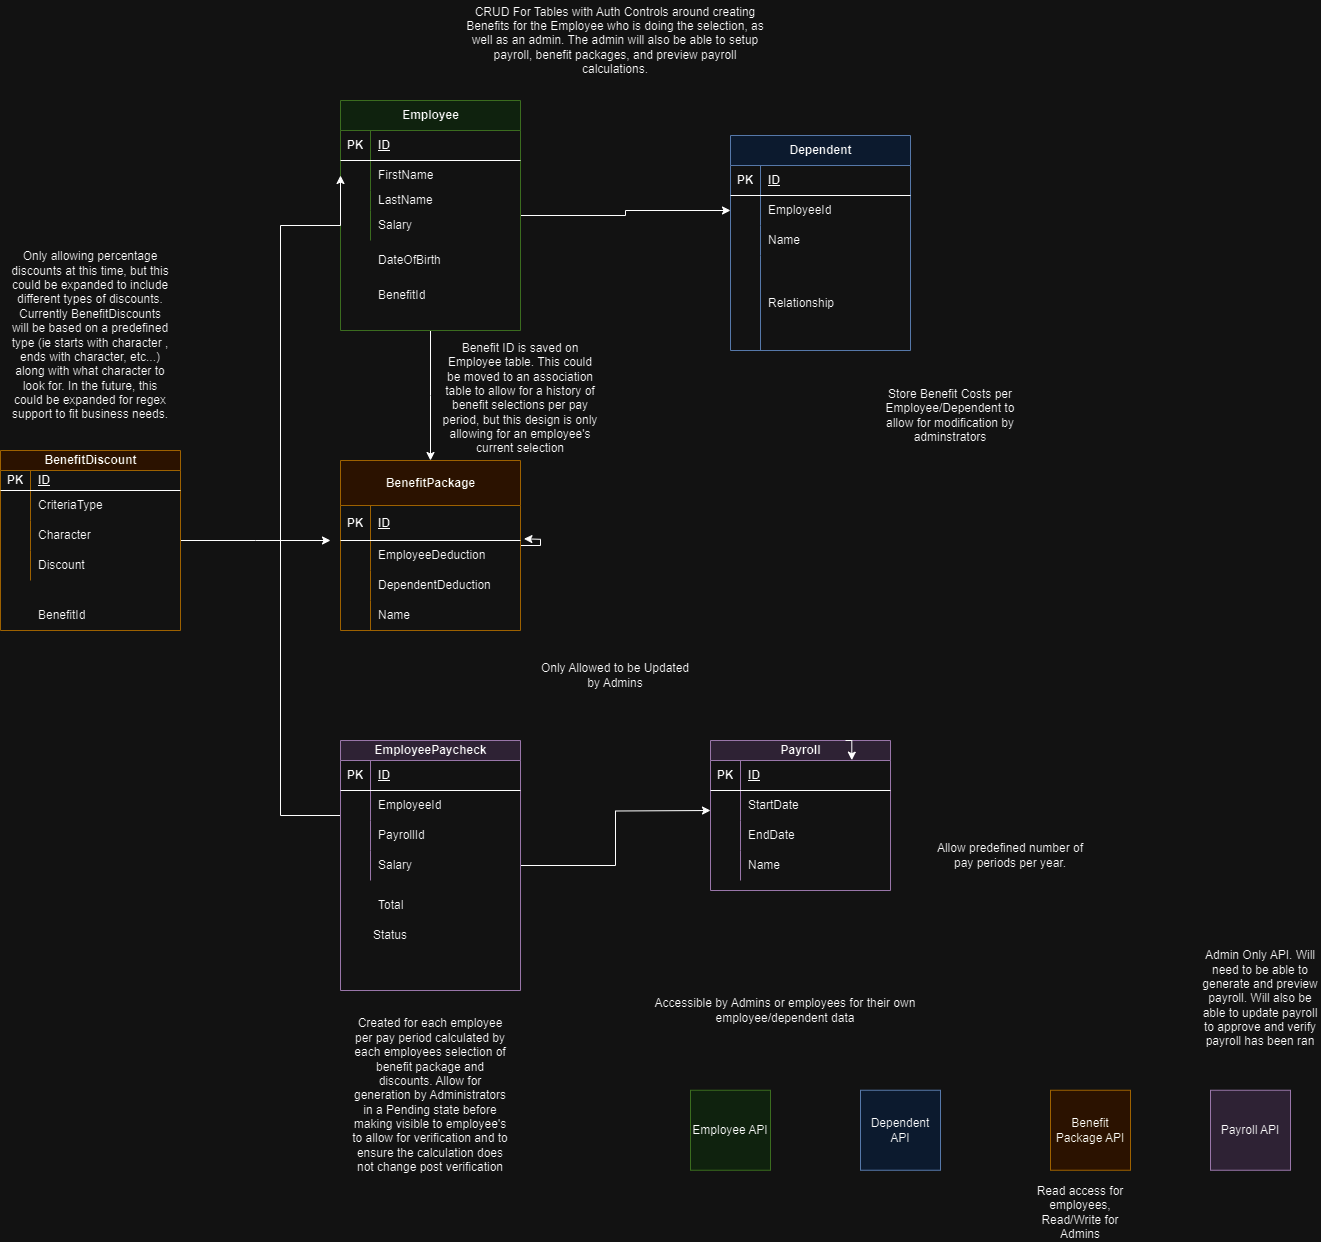 CRUD For Tables with Auth Controls around creating
Benefits for the Employee who is doing the selection, as
well as an admin. The admin will also be able to setup
payroll, benefit packages, and preview payroll
calculations.
Employee
PK ID
FirstName
LastName
Salary
DateOfBirth
BenefitId
Dependent
PK ID
EmployeeId
Name
Relationship
Only allowing percentage
discounts at this time, but this
could be expanded to include
different types of discounts.
Currently BenefitDiscounts
will be based on a predefined
type (ie starts with character ,
ends with character, etc...)
along with what character to
look for. In the future, this
could be expanded for regex
support to fit business needs.
Benefit ID is saved on
Employee table. This could
be moved to an association
table to allow for a history of
benefit selections per pay
period, but this design is only
allowing for an employee's
current selection
Store Benefit Costs per
Employee/Dependent to
allow for modification by
adminstrators
BenefitDiscount
PK ID
CriteriaType
Character
Discount
BenefitId
BenefitPackage
PK ID
EmployeeDeduction
DependentDeduction
Name
Only Allowed to be Updated
by Admins
EmployeePaycheck
PK ID
EmployeeId
PayrollId
Salary
Total
Status
Payroll
PK ID
StartDate
EndDate
Name
Allow predefined number of
pay periods per year.
Created for each employee
per pay period calculated by
each employees selection of
benefit package and
discounts. Allow for
generation by Administrators
in a Pending state before
making visible to employee's
to allow for verification and to
ensure the calculation does
not change post verification
Accessible by Admins or employees for their own
employee/dependent data
Admin Only API. Will
need to be able to
generate and preview
payroll. Will also be
able to update payroll
to approve and verify
payroll has been ran
Employee API
Dependent
API
Benefit
Package API
Payroll API
Read access for
employees,
Read/Write for
Admins